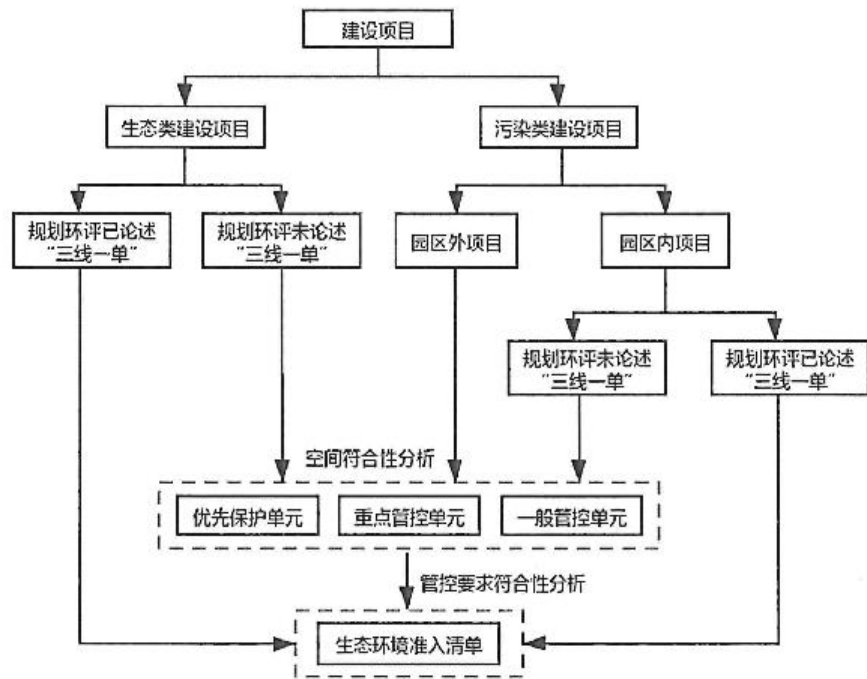 建设项目
生态类建设项目
污染类建设项目
规划环评已论述
“三线一单”
规划环评未论述
“三线一单”
园区外项目
园区内项目
规划环评未论述
“三线一单”
规划环评已论述
“三线一单”
空间符合性分析
优先保护单元
重点管控单元
一般管控单元
管控要求符合性分析
生态环境准入清单